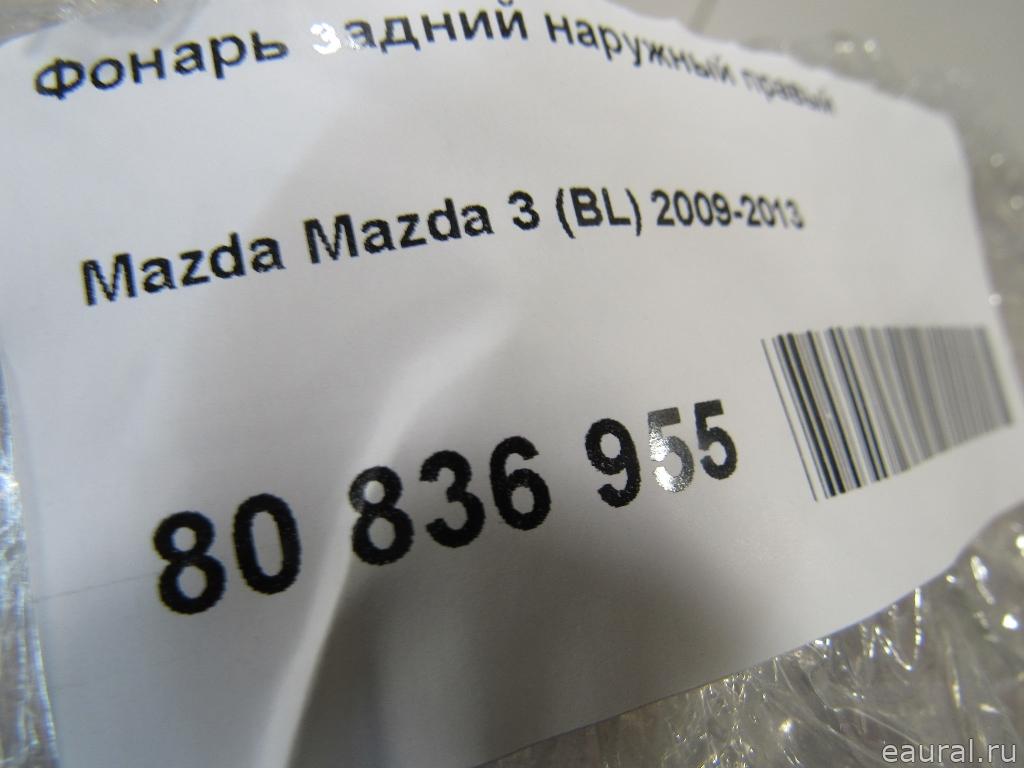 Фонарь задний наружный правый
Mazda Mazda 3 (BL) 2009-2013
80 836 955
eaural.ru